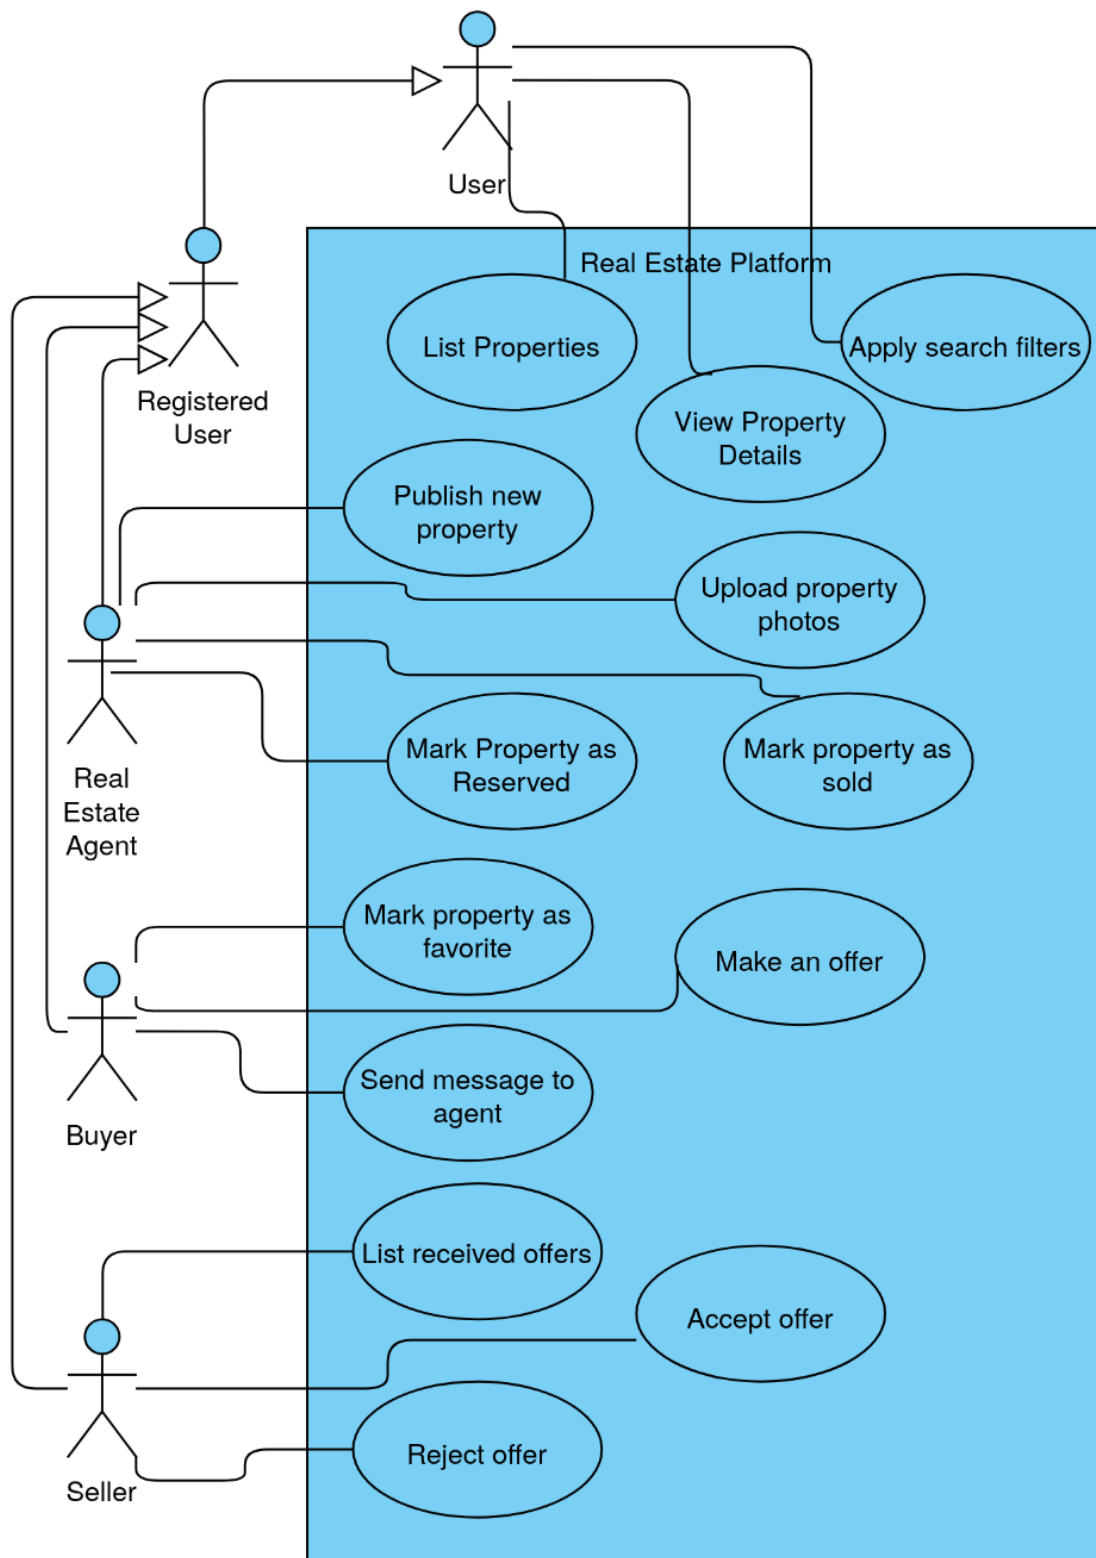 User
Real Estate Platform
List Properties
Apply search filters
View Property
Details
Registered
User
Publish new
property
Upload property
photos
Mark Property as
Reserved
Mark property as
sold
Real
Estate
Agent
Mark property as
favorite
Make an offer
Send message to
agent
Buyer
List received offers
Accept offer
Reject offer
Seller